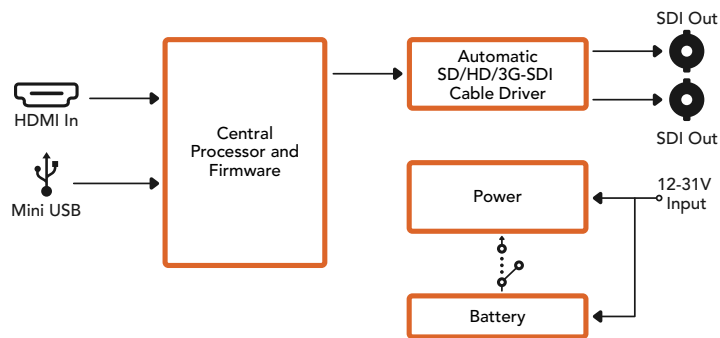 SDI Out
Automatic
SD/HD/3G-SDI
Cable Driver
HDMI In
Central
Processor and
Firmware
SDI Out
Mini USB
Power
12-31V
Input
Battery